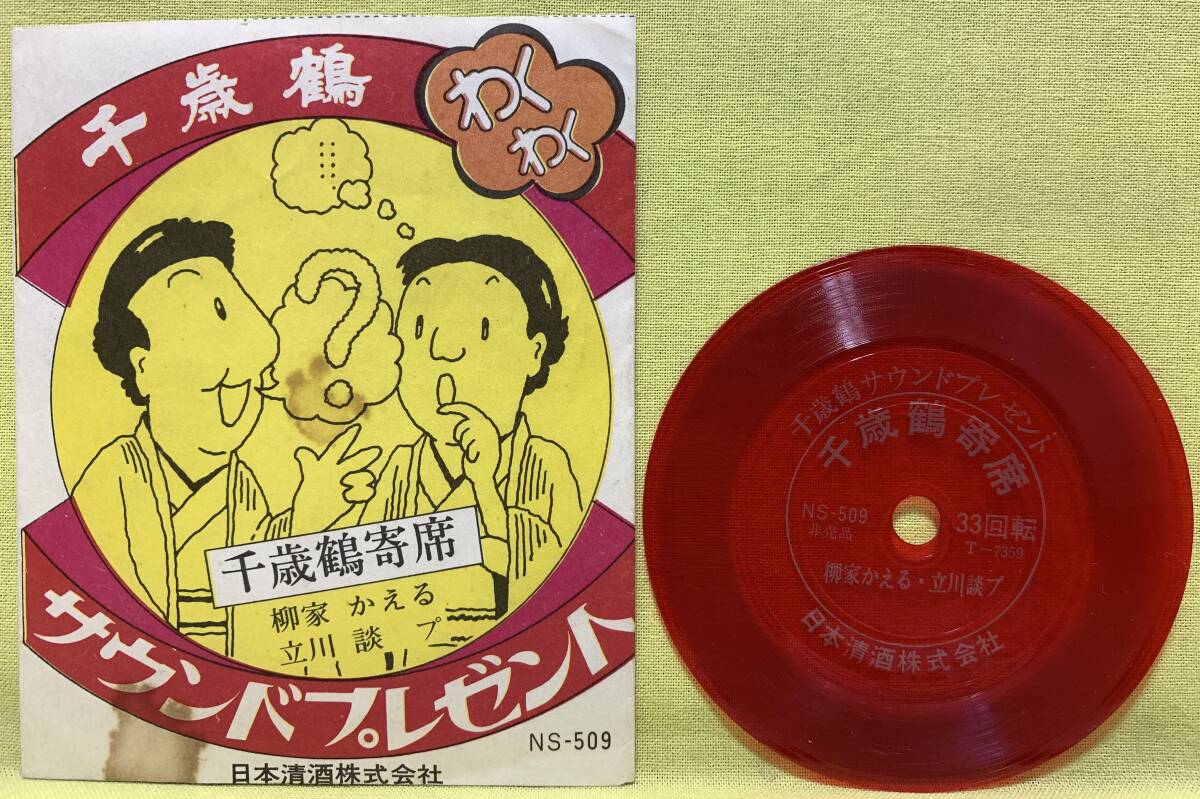 千歳鶴
わく
わく
?
千歳鶴寄席
柳家 かえる
立川 談プ
サウンドプレゼント
NS-509
日本清酒株式会社
千歳鶴サウンドプレゼント
千歳鶴寄席
NS-509
非売品
33回転
T-7359
柳家かえる・立川談プ
日本清酒株式会社